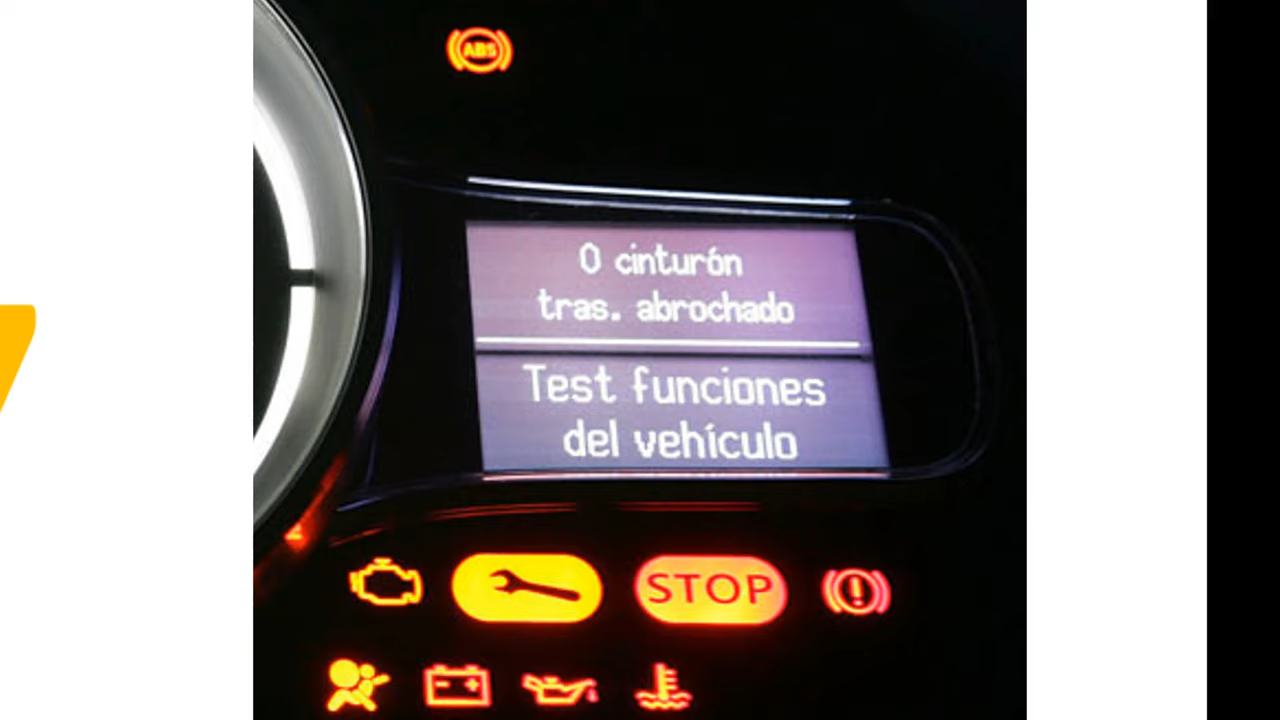 ABS
0 cinturón
tras. abrochado
Test funciones
del vehículo
STOP